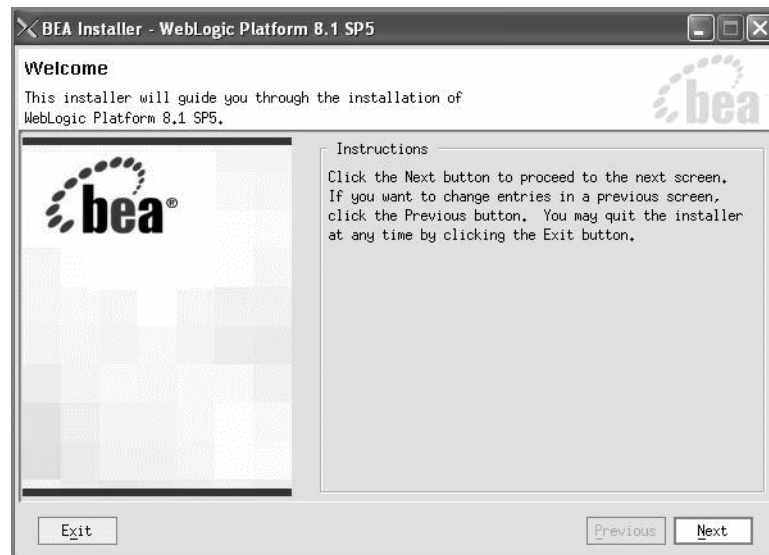 BEA Installer - WebLogic Platform 8.1 SP5
Welcome
This installer will guide you through the installation of
WebLogic Platform 8.1 SP5.
bea
bea®
Instructions
Click the Next button to proceed to the next screen.
If you want to change entries in a previous screen,
click the Previous button. You may quit the installer
at any time by clicking the Exit button.
Exit
Previous
Next